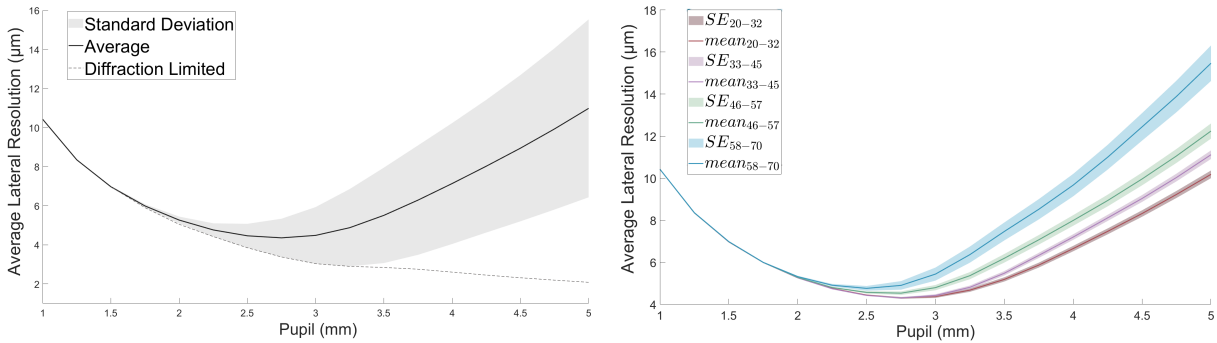 16
14
12
10
8
6
4
2
Average Lateral Resolution (μm)
Standard Deviation
Average
Diffraction Limited
1
1.5
2
2.5
3
3.5
4
4.5
5
Pupil (mm)
18
16
14
12
10
8
6
4
Average Lateral Resolution (μm)
SE20−32
mean20−32
SE33−45
mean33−45
SE46−57
mean46−57
SE58−70
mean58−70
1
1.5
2
2.5
3
3.5
4
4.5
5
Pupil (mm)